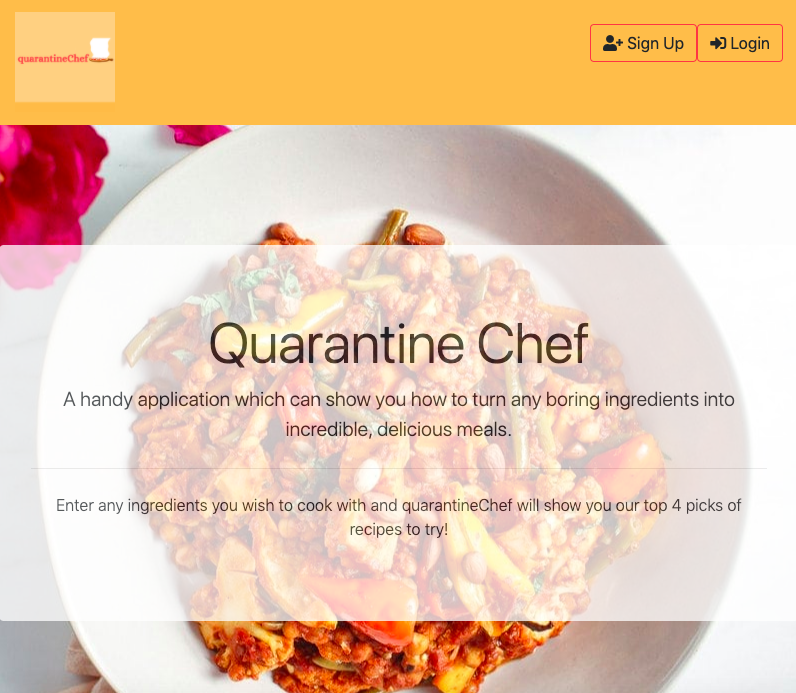 quarantineChef
Sign Up
Login
Quarantine Chef
A handy application which can show you how to turn any boring ingredients into
incredible, delicious meals.
Enter any ingredients you wish to cook with and quarantineChef will show you our top 4 picks of
recipes to try!